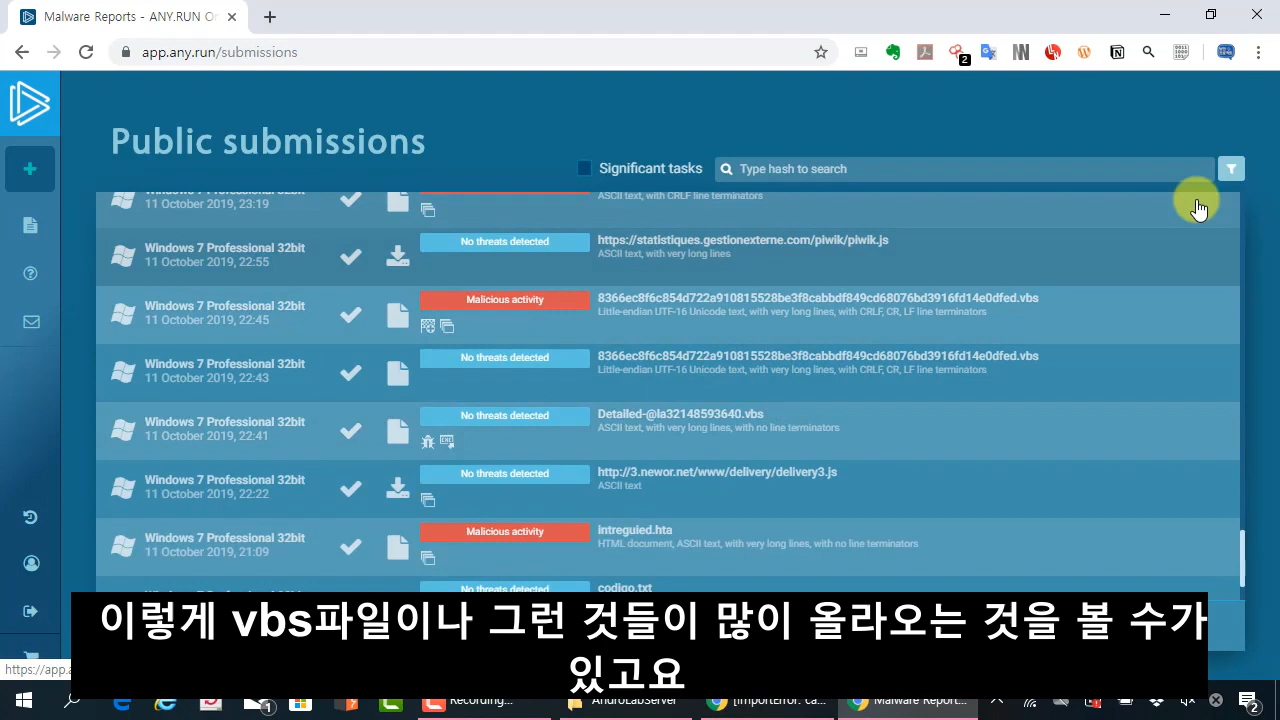 Malware Reports - ANY.RUN On
app.any.run/submissions
2
Public submissions
Significant tasks
Type hash to search
Windows 7 Professional 32bit
11 October 2019, 23:19
ASCII text, with CRLF line terminators
Windows 7 Professional 32bit
11 October 2019, 22:55
No threats detected
https://statistiques.gestionexterne.com/piwik/piwik.js
ASCII text, with very long lines
Windows 7 Professional 32bit
11 October 2019, 22:45
Malicious activity
8366ec8f6c854d722a910815528be3f8cabbdf849cd68076bd3916fd14e0dfed.vbs
Little-endian UTF-16 Unicode text, with very long lines, with CRLF, CR, LF line terminators
Windows 7 Professional 32bit
11 October 2019, 22:43
No threats detected
8366ec8f6c854d722a910815528be3f8cabbdf849cd68076bd3916fd14e0dfed.vbs
Little-endian UTF-16 Unicode text, with very long lines, with CRLF, CR, LF line terminators
Windows 7 Professional 32bit
11 October 2019, 22:41
No threats detected
Detailed-@la32148593640.vbs
ASCII text, with very long lines, with no line terminators
Windows 7 Professional 32bit
11 October 2019, 22:22
No threats detected
http://3.newor.net/www/delivery/delivery3.js
ASCII text
Windows 7 Professional 32bit
11 October 2019, 21:09
Malicious activity
intreguied.hta
HTML document, ASCII text, with very long lines, with no line terminators
No threats detected
codigo.txt
이렇게 vbs파일이나 그런 것들이 많이 올라오는 것을 볼 수가
있고요
https://app.a
1
Recording...
AndroLabServer
[ImportError: ca...
Malware Report...
2